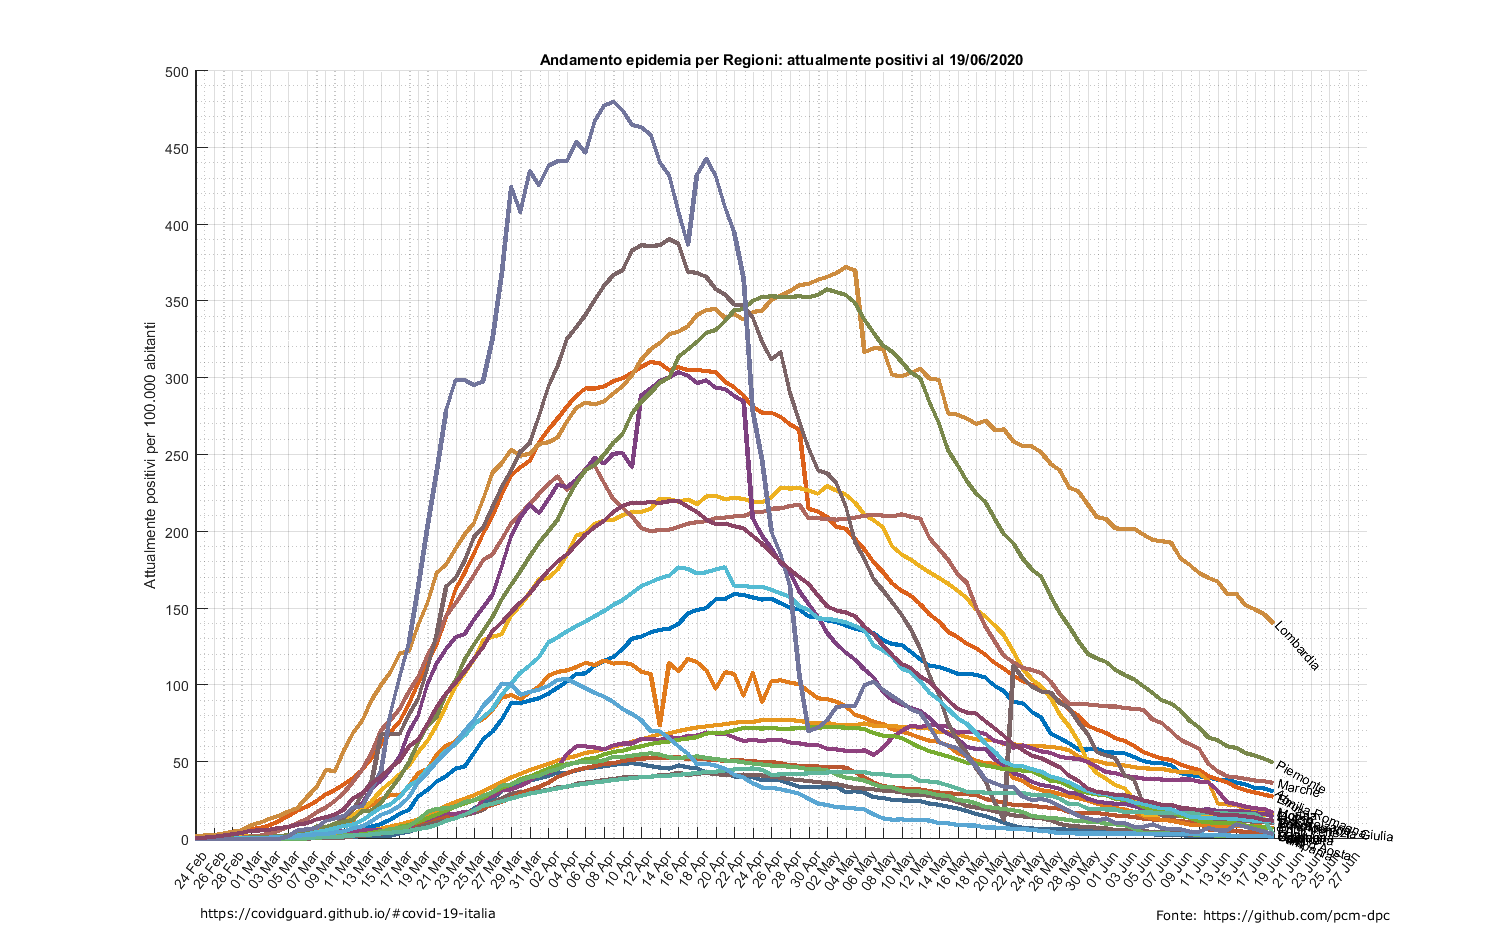 Andamento epidemia per Regioni: attualmente positivi al 19/06/2020
Attualmente positivi per 100.000 abitanti
500
450
400
350
300
250
200
150
100
50
0
Lombardia
Piemonte
Marche
24 Feb
26 Feb
28 Feb
01 Mar
03 Mar
05 Mar
07 Mar
09 Mar
11 Mar
13 Mar
15 Mar
17 Mar
19 Mar
21 Mar
23 Mar
25 Mar
27 Mar
29 Mar
31 Mar
02 Apr
04 Apr
06 Apr
08 Apr
10 Apr
12 Apr
14 Apr
16 Apr
18 Apr
20 Apr
22 Apr
24 Apr
26 Apr
28 Apr
30 Apr
02 May
04 May
06 May
08 May
10 May
12 May
14 May
16 May
18 May
20 May
22 May
24 May
26 May
28 May
30 May
01 Jun
03 Jun
05 Jun
07 Jun
09 Jun
11 Jun
13 Jun
15 Jun
17 Jun
19 Jun
21 Jun
23 Jun
25 Jun
27 Jun
https://covidguard.github.io/#covid-19-italia
Fonte: https://github.com/pcm-dpc